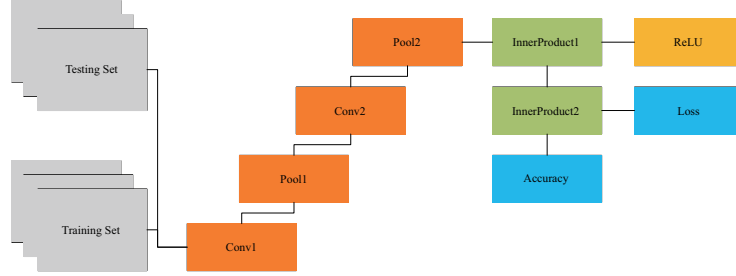 Pool2
InnerProduct1
ReLU
Testing Set
Conv2
InnerProduct2
Loss
Pool1
Accuracy
Training Set
Conv1